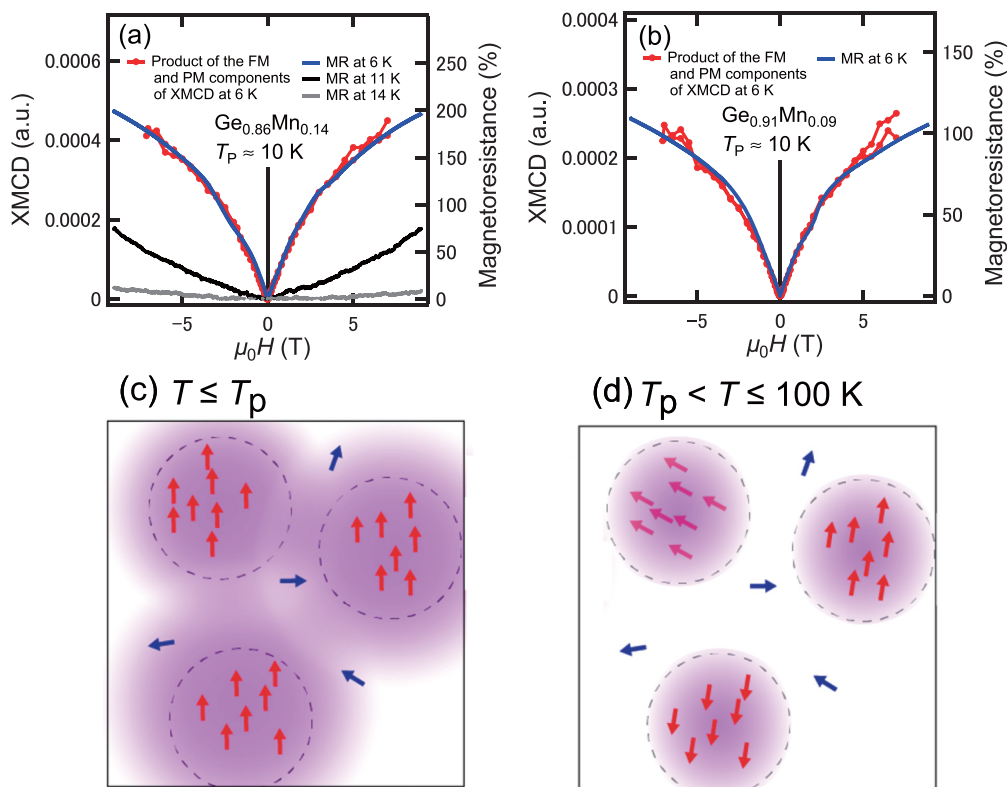 (a)
Product of the FM
and PM components
of XMCD at 6 K
MR at 6 K
MR at 11 K
MR at 14 K
Ge0.86Mn0.14
TP ≈ 10 K
XMCD (a.u.)
0.0006
0.0004
0.0002
0
Magnetoresistance (%)
250
200
150
100
50
0
−5
0
5
μ0H (T)
(b)
Product of the FM
and PM components
of XMCD at 6 K
MR at 6 K
Ge0.91Mn0.09
TP ≈ 10 K
XMCD (a.u.)
0.0004
0.0003
0.0002
0.0001
0
Magnetoresistance (%)
150
100
50
0
−5
0
5
μ0H (T)
(c) T ≤ Tp
(d) Tp < T ≤ 100 K